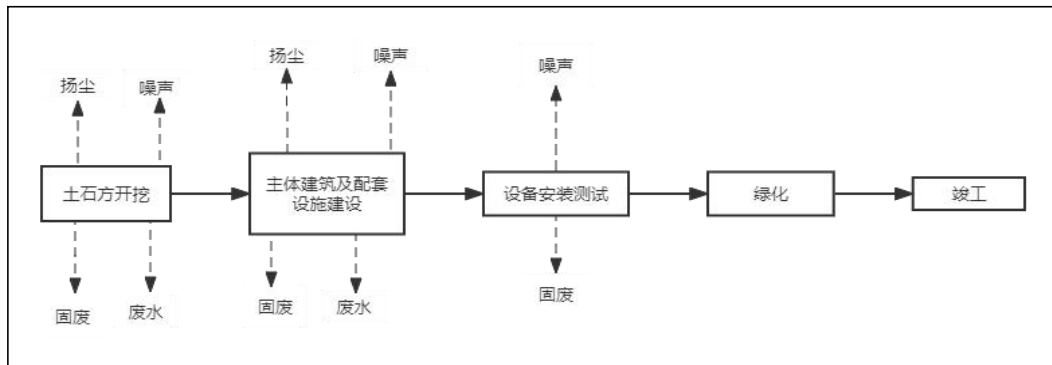 扬尘
噪声
扬尘
噪声
噪声
土石方开挖
主体建筑及配套
设施建设
设备安装测试
绿化
竣工
固废
废水
固废
废水
固废